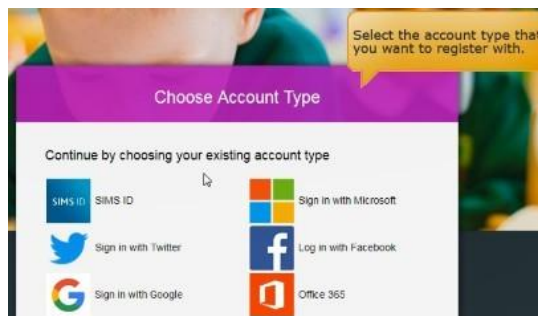 Select the account type that
you want to register with.
Choose Account Type
Continue by choosing your existing account type
SIMS ID SIMS ID
Sign in with Microsoft
Sign in with Twitter
Log in with Facebook
Sign in with Google
Office 365